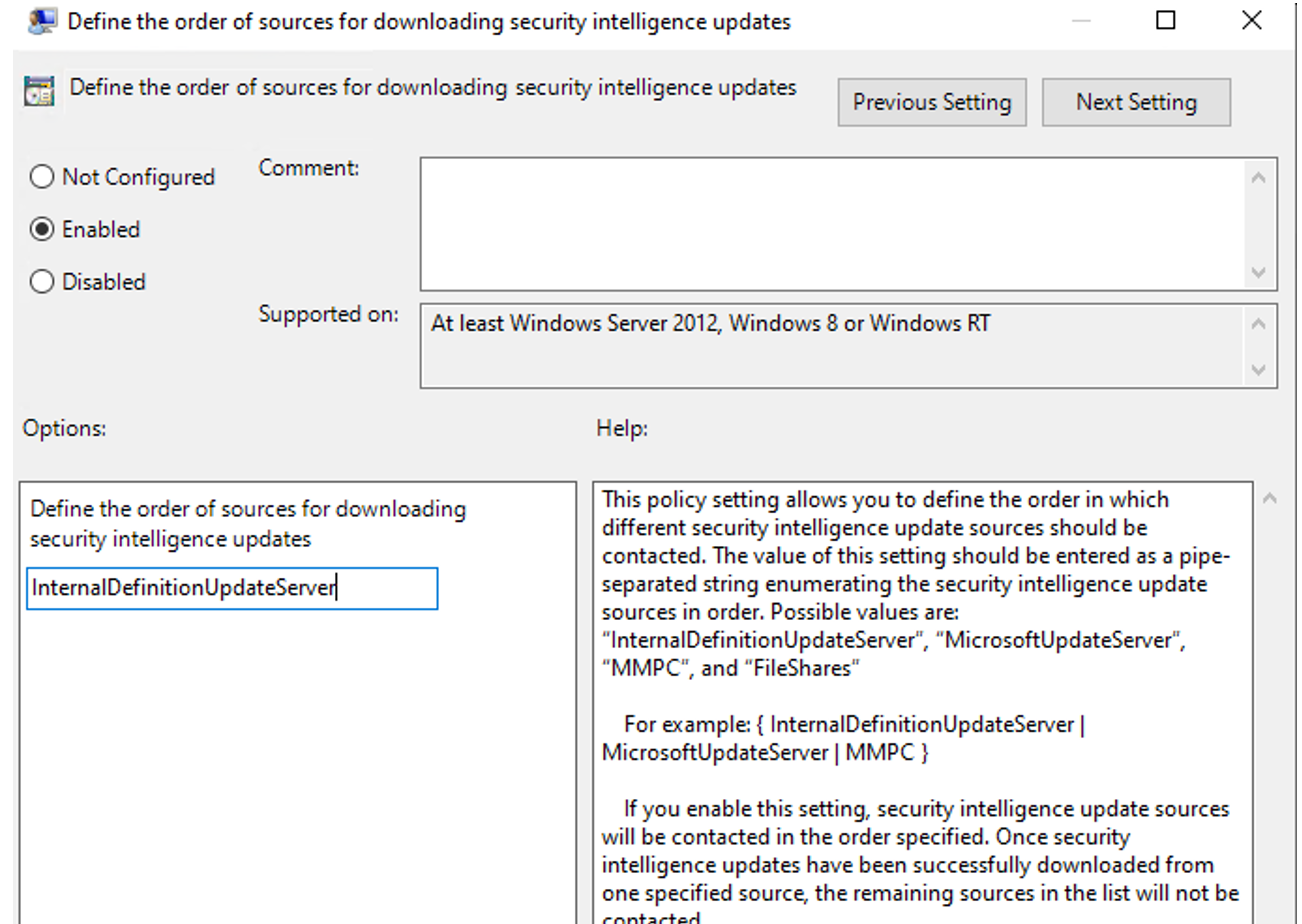 Define the order of sources for downloading security intelligence updates
Define the order of sources for downloading security intelligence updates
Previous Setting
Next Setting
Not Configured
Enabled
Disabled
Comment:
Supported on:
At least Windows Server 2012, Windows 8 or Windows RT
Options:
Help:
Define the order of sources for downloading
security intelligence updates
InternalDefinitionUpdateServer
This policy setting allows you to define the order in which
different security intelligence update sources should be
contacted. The value of this setting should be entered as a pipe-
separated string enumerating the security intelligence update
sources in order. Possible values are:
“InternalDefinitionUpdateServer”, “MicrosoftUpdateServer”,
“MMPC”, and “FileShares”
For example: { InternalDefinitionUpdateServer |
MicrosoftUpdateServer | MMPC }
If you enable this setting, security intelligence update sources
will be contacted in the order specified. Once security
intelligence updates have been successfully downloaded from
one specified source, the remaining sources in the list will not be
contacted